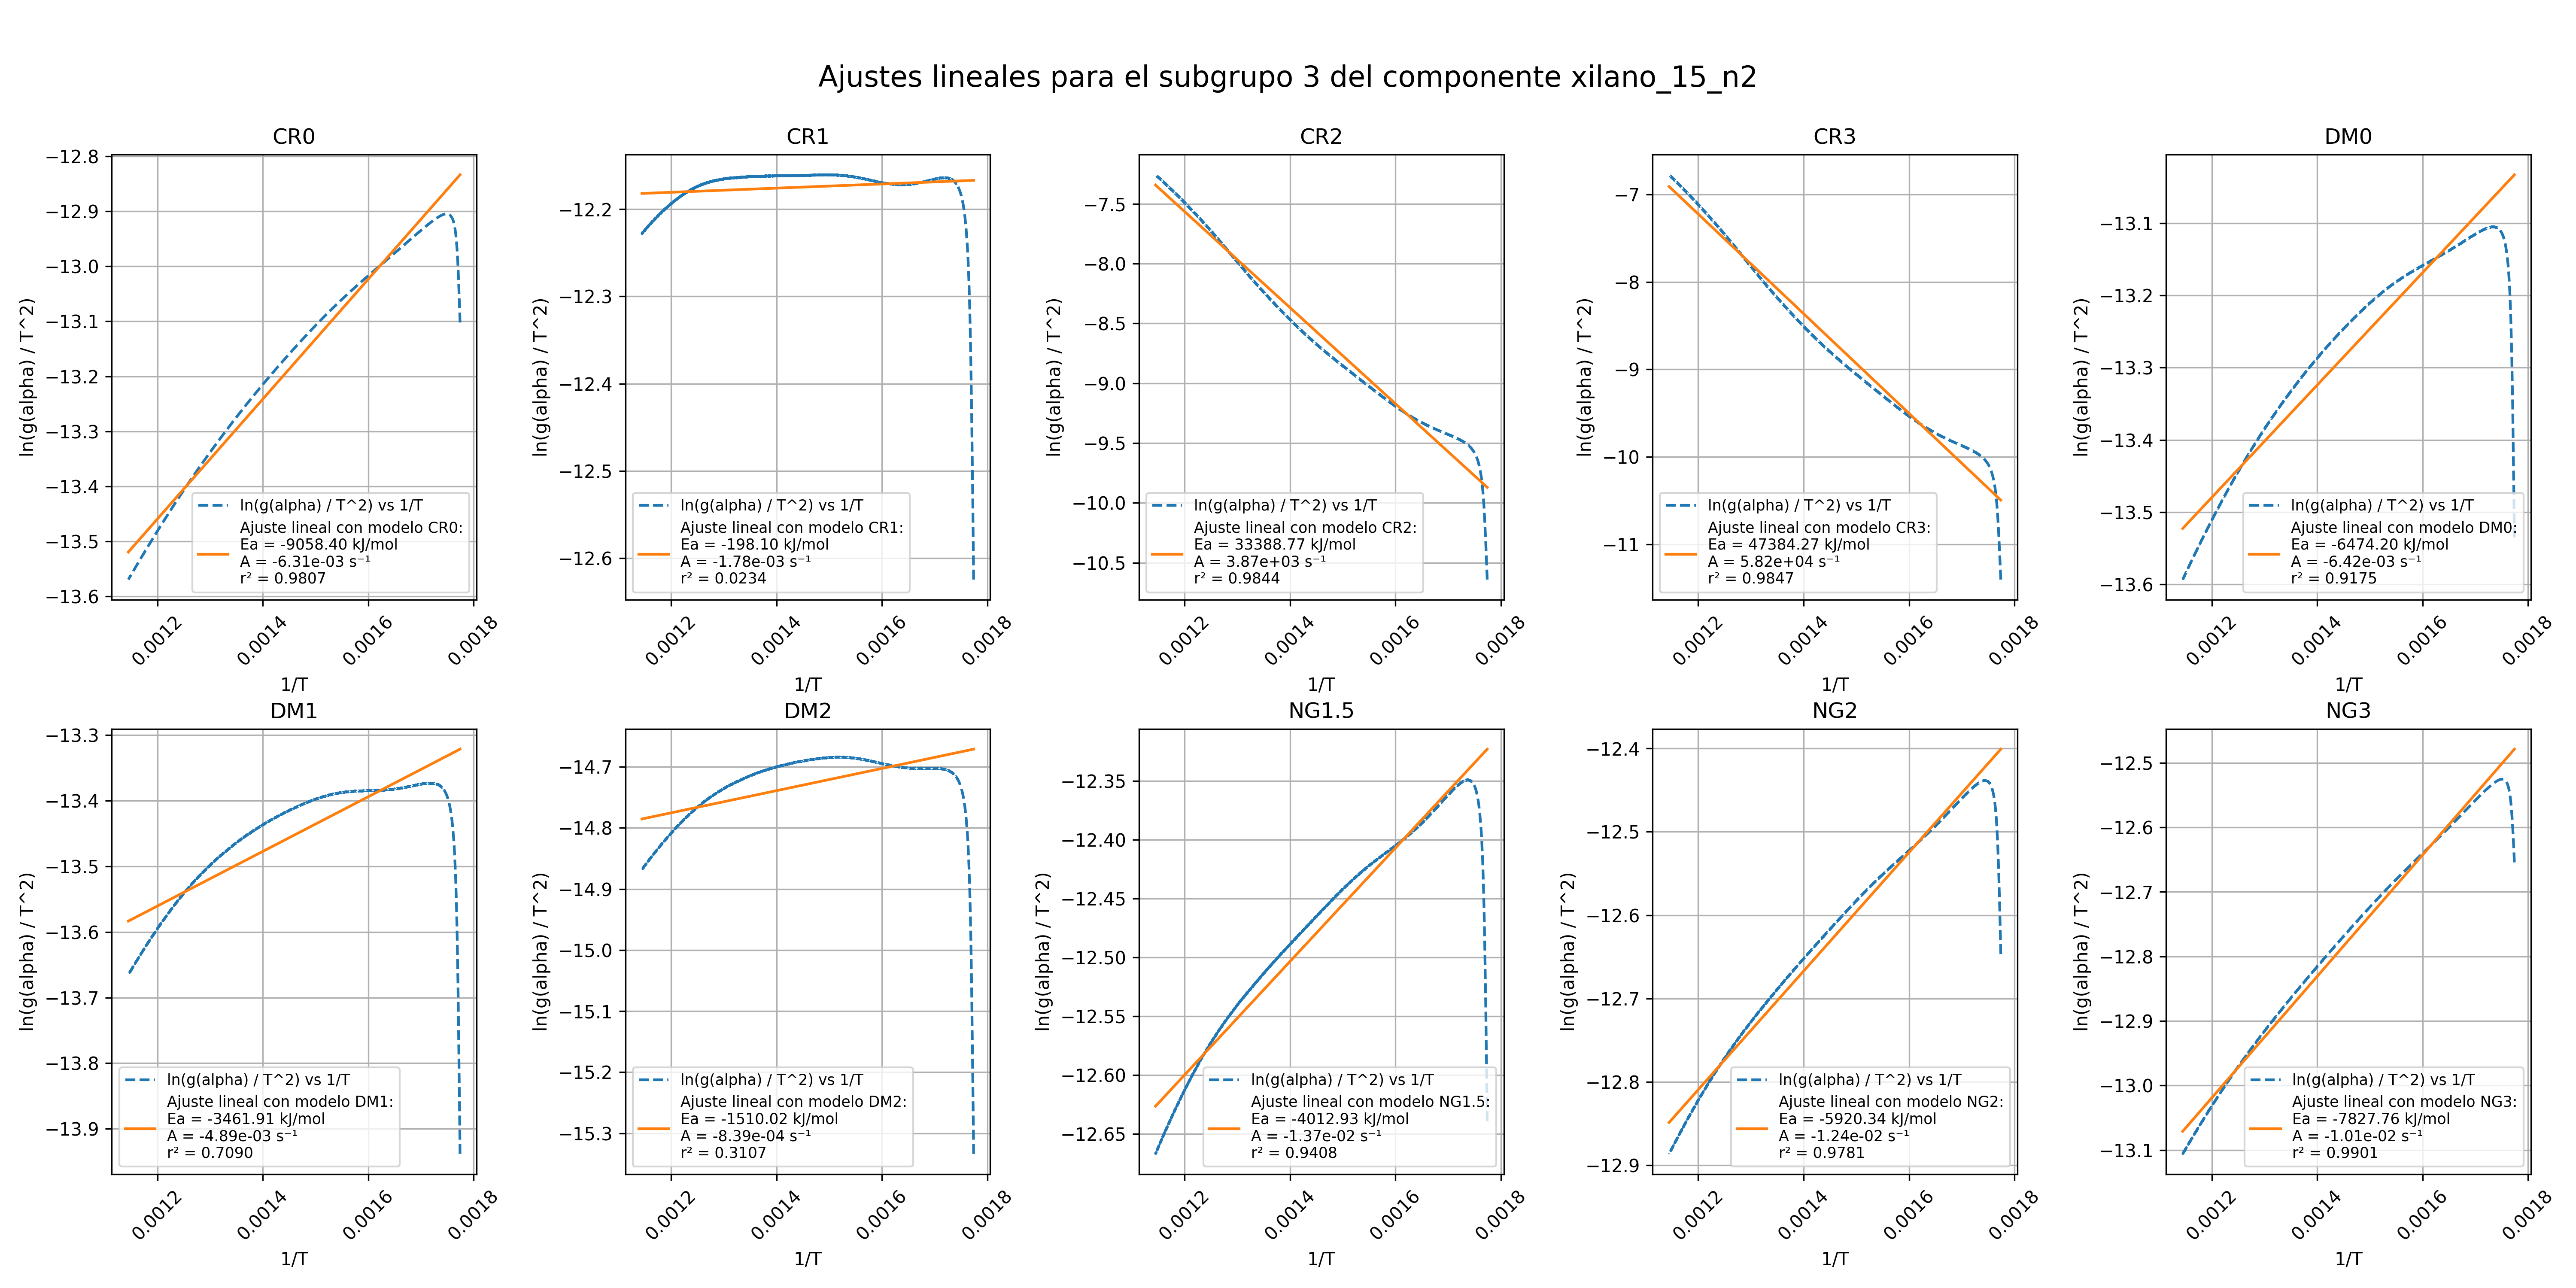 Ajustes lineales para el subgrupo 3 del componente xilano_15_n2
CR0
−12.8
−12.9
−13.0
−13.1
−13.2
−13.3
−13.4
−13.5
−13.6
ln(g(alpha) / T^2)
ln(g(alpha) / T^2) vs 1/T
Ajuste lineal con modelo CR0:
Ea = -9058.40 kJ/mol
A = -6.31e-03 s⁻¹
r² = 0.9807
0.0012
0.0014
0.0016
0.0018
1/T
CR1
−12.2
−12.3
−12.4
−12.5
−12.6
ln(g(alpha) / T^2)
ln(g(alpha) / T^2) vs 1/T
Ajuste lineal con modelo CR1:
Ea = -198.10 kJ/mol
A = -1.78e-03 s⁻¹
r² = 0.0234
0.0012
0.0014
0.0016
0.0018
1/T
CR2
−7.5
−8.0
−8.5
−9.0
−9.5
−10.0
−10.5
ln(g(alpha) / T^2)
ln(g(alpha) / T^2) vs 1/T
Ajuste lineal con modelo CR2:
Ea = 33388.77 kJ/mol
A = 3.87e+03 s⁻¹
r² = 0.9844
0.0012
0.0014
0.0016
0.0018
1/T
CR3
−7
−8
−9
−10
−11
ln(g(alpha) / T^2)
ln(g(alpha) / T^2) vs 1/T
Ajuste lineal con modelo CR3:
Ea = 47384.27 kJ/mol
A = 5.82e+04 s⁻¹
r² = 0.9847
0.0012
0.0014
0.0016
0.0018
1/T
DM0
−13.1
−13.2
−13.3
−13.4
−13.5
−13.6
ln(g(alpha) / T^2)
ln(g(alpha) / T^2) vs 1/T
Ajuste lineal con modelo DM0:
Ea = -6474.20 kJ/mol
A = -6.42e-03 s⁻¹
r² = 0.9175
0.0012
0.0014
0.0016
0.0018
1/T
DM1
−13.3
−13.4
−13.5
−13.6
−13.7
−13.8
−13.9
ln(g(alpha) / T^2)
ln(g(alpha) / T^2) vs 1/T
Ajuste lineal con modelo DM1:
Ea = -3461.91 kJ/mol
A = -4.89e-03 s⁻¹
r² = 0.7090
0.0012
0.0014
0.0016
0.0018
1/T
DM2
−14.7
−14.8
−14.9
−15.0
−15.1
−15.2
−15.3
ln(g(alpha) / T^2)
ln(g(alpha) / T^2) vs 1/T
Ajuste lineal con modelo DM2:
Ea = -1510.02 kJ/mol
A = -8.39e-04 s⁻¹
r² = 0.3107
0.0012
0.0014
0.0016
0.0018
1/T
NG1.5
−12.35
−12.40
−12.45
−12.50
−12.55
−12.60
−12.65
ln(g(alpha) / T^2)
ln(g(alpha) / T^2) vs 1/T
Ajuste lineal con modelo NG1.5:
Ea = -4012.93 kJ/mol
A = -1.37e-02 s⁻¹
r² = 0.9408
0.0012
0.0014
0.0016
0.0018
1/T
NG2
−12.4
−12.5
−12.6
−12.7
−12.8
−12.9
ln(g(alpha) / T^2)
ln(g(alpha) / T^2) vs 1/T
Ajuste lineal con modelo NG2:
Ea = -5920.34 kJ/mol
A = -1.24e-02 s⁻¹
r² = 0.9781
0.0012
0.0014
0.0016
0.0018
1/T
NG3
−12.5
−12.6
−12.7
−12.8
−12.9
−13.0
−13.1
ln(g(alpha) / T^2)
ln(g(alpha) / T^2) vs 1/T
Ajuste lineal con modelo NG3:
Ea = -7827.76 kJ/mol
A = -1.01e-02 s⁻¹
r² = 0.9901
0.0012
0.0014
0.0016
0.0018
1/T